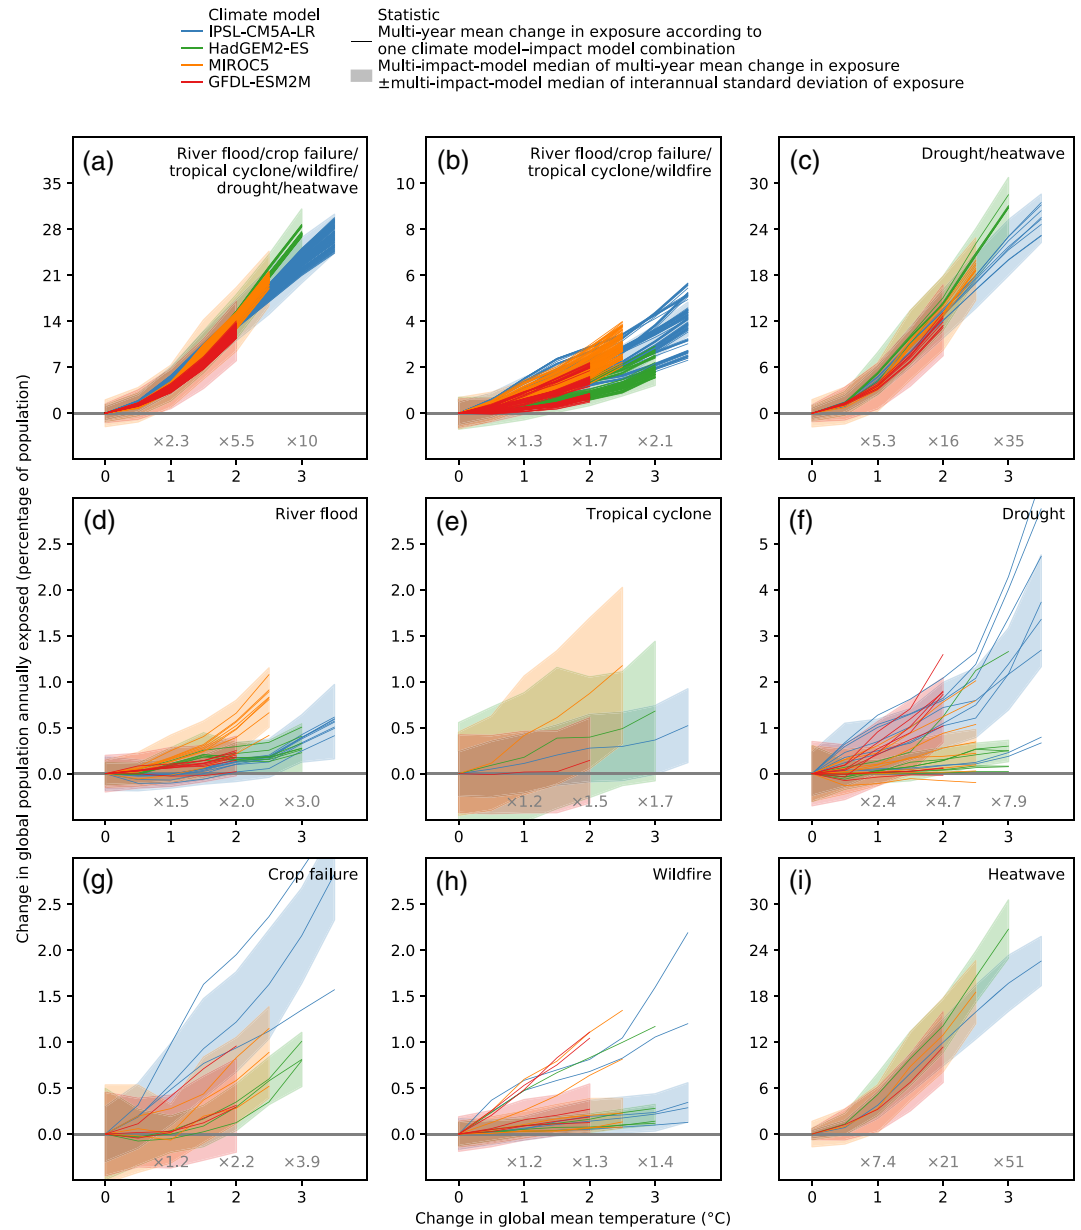 Climate model
IPSL-CM5A-LR
HadGEM2-ES
MIROC5
GFDL-ESM2M
Statistic
Multi-year mean change in exposure according to
one climate model–impact model combination
Multi-impact-model median of multi-year mean change in exposure
±multi-impact-model median of interannual standard deviation of exposure
Change in global population annually exposed (percentage of population)
(a)
River flood/crop failure/
tropical cyclone/wildfire/
drought/heatwave
35
28
21
14
7
0
×2.3 ×5.5 ×10
0 1 2 3
(b)
River flood/crop failure/
tropical cyclone/wildfire
10
8
6
4
2
0
×1.3 ×1.7 ×2.1
0 1 2 3
(c)
Drought/heatwave
30
24
18
12
6
0
×5.3 ×16 ×35
0 1 2 3
(d)
River flood
2.5
2.0
1.5
1.0
0.5
0.0
×1.5 ×2.0 ×3.0
0 1 2 3
(e)
Tropical cyclone
2.5
2.0
1.5
1.0
0.5
0.0
×1.2 ×1.5 ×1.7
0 1 2 3
(f)
Drought
5
4
3
2
1
0
×2.4 ×4.7 ×7.9
0 1 2 3
(g)
Crop failure
2.5
2.0
1.5
1.0
0.5
0.0
×1.2 ×2.2 ×3.9
0 1 2 3
(h)
Wildfire
2.5
2.0
1.5
1.0
0.5
0.0
×1.2 ×1.3 ×1.4
0 1 2 3
(i)
Heatwave
30
24
18
12
6
0
×7.4 ×21 ×51
0 1 2 3
Change in global mean temperature (°C)